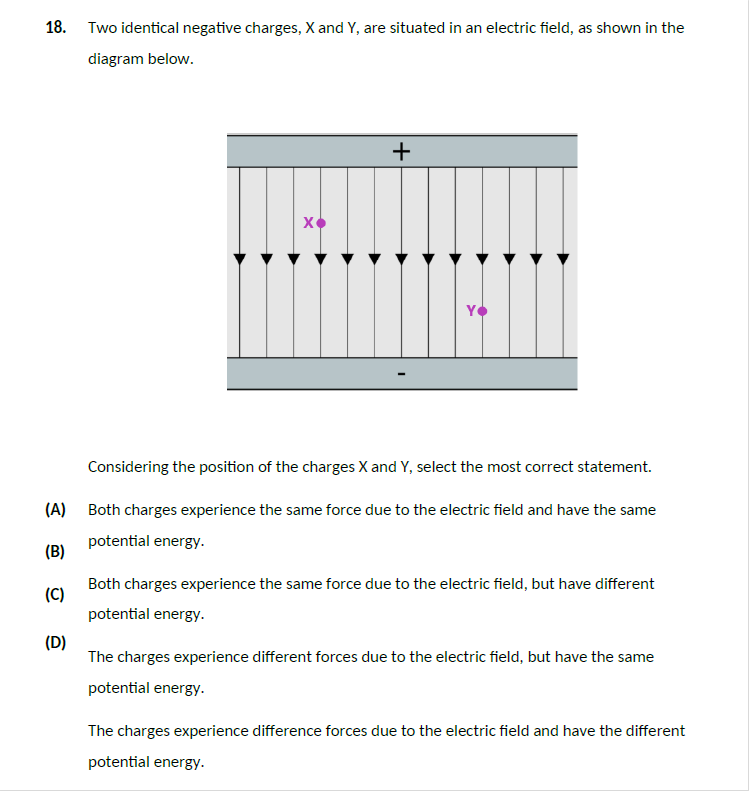 18. Two identical negative charges, X and Y, are situated in an electric field, as shown in the
diagram below.
+
X
Y
-
Considering the position of the charges X and Y, select the most correct statement.
(A) Both charges experience the same force due to the electric field and have the same
potential energy.
(B)
Both charges experience the same force due to the electric field, but have different
(C)
potential energy.
(D)
The charges experience different forces due to the electric field, but have the same
potential energy.
The charges experience difference forces due to the electric field and have the different
potential energy.